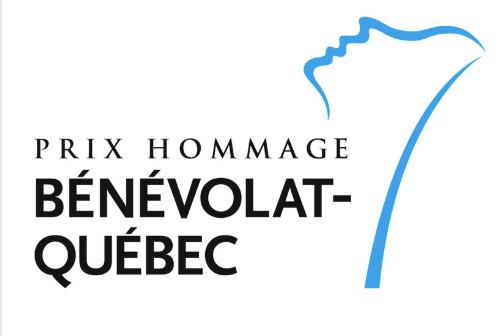 PRIX HOMMAGE
BÉNÉVOLAT-
QUÉBEC